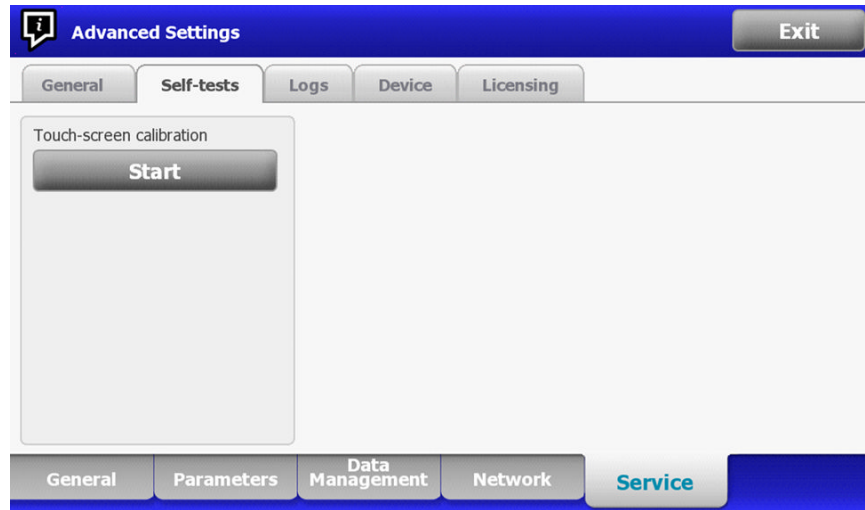 Advanced Settings
Exit
General
Self-tests
Logs
Device
Licensing
Touch-screen calibration
Start
General
Parameters
Data
Management
Network
Service